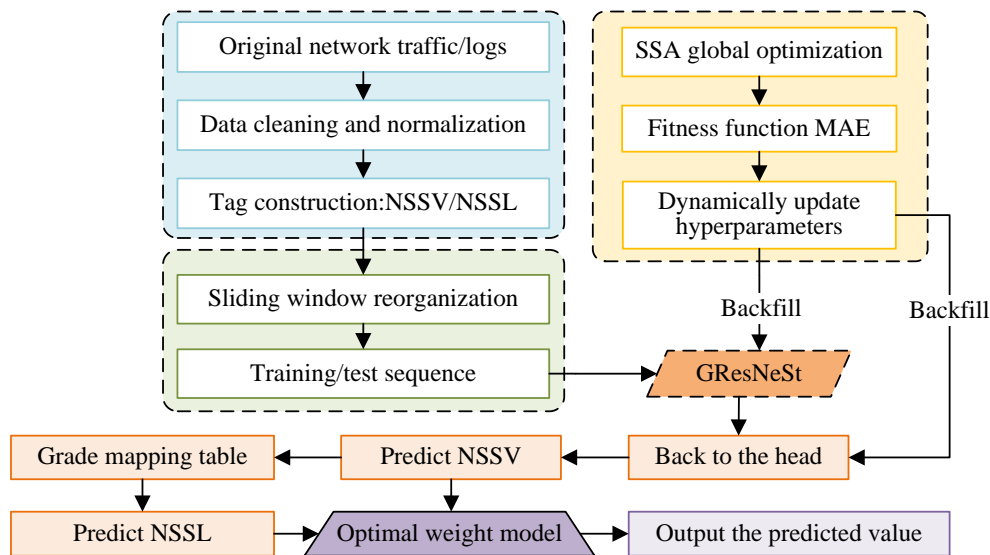 Original network traffic/logs
Data cleaning and normalization
Tag construction:NSSV/NSSL
Sliding window reorganization
Training/test sequence
SSA global optimization
Fitness function MAE
Dynamically update
hyperparameters
Backfill
Backfill
GResNeSt
Grade mapping table
Predict NSSV
Back to the head
Predict NSSL
Optimal weight model
Output the predicted value